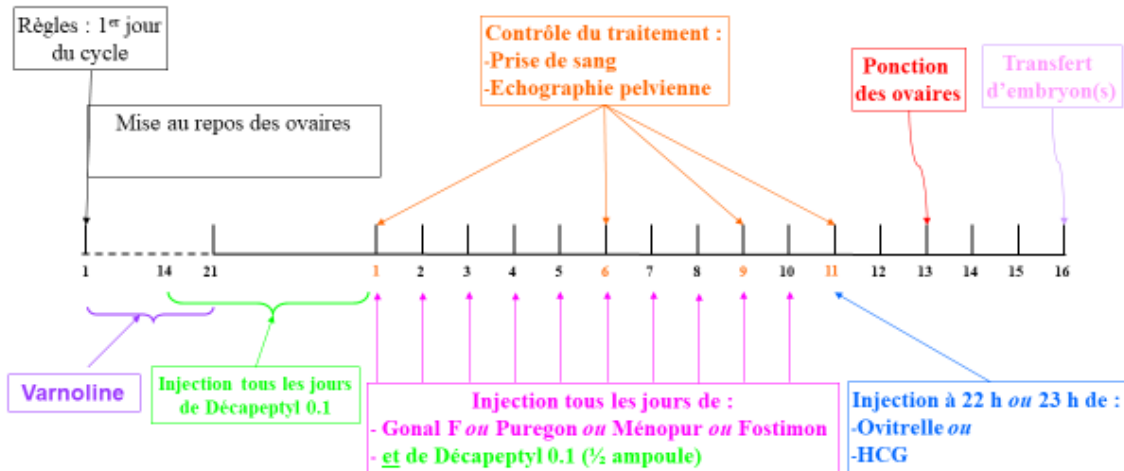 Règles : 1er jour
du cycle
Mise au repos des ovaires
Contrôle du traitement :
-Prise de sang
-Echographie pelvienne
Ponction
des ovaires
Transfert
d'embryon(s)
1 14 21 1 2 3 4 5 6 7 8 9 10 11 12 13 14 15 16
Varnoline
Injection tous les jours
de Décapeptyl 0.1
Injection tous les jours de :
- Gonal F ou Puregon ou Ménopur ou Fostimon
- et de Décapeptyl 0.1 (½ ampoule)
Injection à 22 h ou 23 h de :
-Ovitrelle ou
-HCG